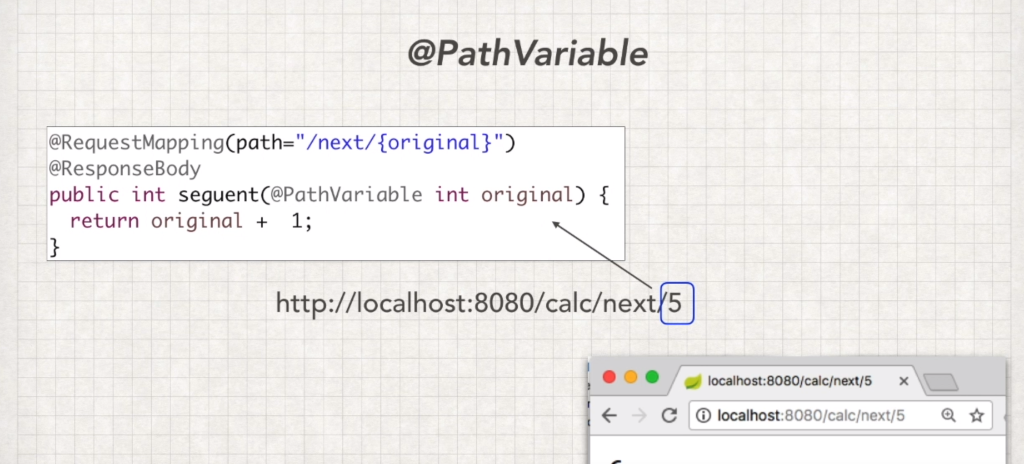 @PathVariable
@RequestMapping(path="/next/{original}")
@ResponseBody
public int seguent(@PathVariable int original) {
return original + 1;
}
http://localhost:8080/calc/next/5
localhost:8080/calc/next/5
localhost:8080/calc/next/5